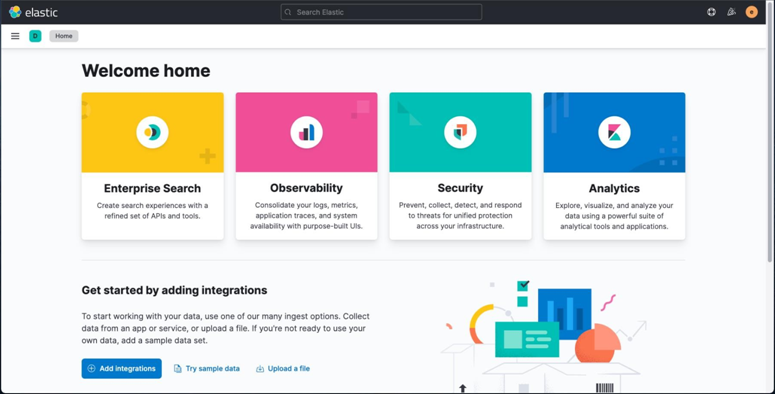 elastic
Search Elastic
D
Home
Welcome home
Enterprise Search
Create search experiences with a
refined set of APIs and tools.
Observability
Consolidate your logs, metrics,
application traces, and system
availability with purpose-built UIs.
Security
Prevent, collect, detect, and respond
to threats for unified protection
across your infrastructure.
Analytics
Explore, visualize, and analyze your
data using a powerful suite of
analytical tools and applications.
Get started by adding integrations
To start working with your data, use one of our many ingest options. Collect
data from an app or service, or upload a file. If you're not ready to use your
own data, add a sample data set.
Add integrations
Try sample data
Upload a file